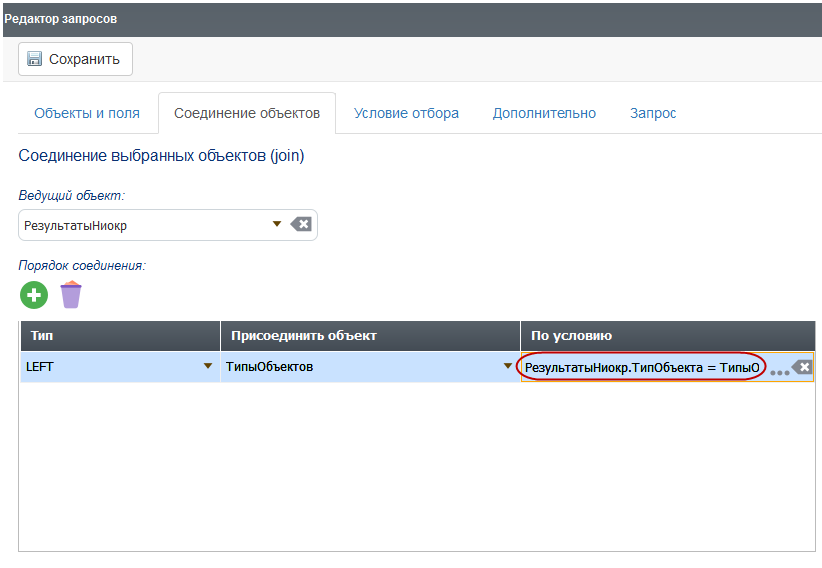 Редактор запросов
Сохранить
Объекты и поля Соединение объектов Условие отбора Дополнительно Запрос
Соединение выбранных объектов (join)
Ведущий объект:
РезультатыНиокр
Порядок соединения:
Тип Присоединить объект По условию
LEFT ТипыОбъектов РезультатыНиокр.ТипОбъекта = ТипыО